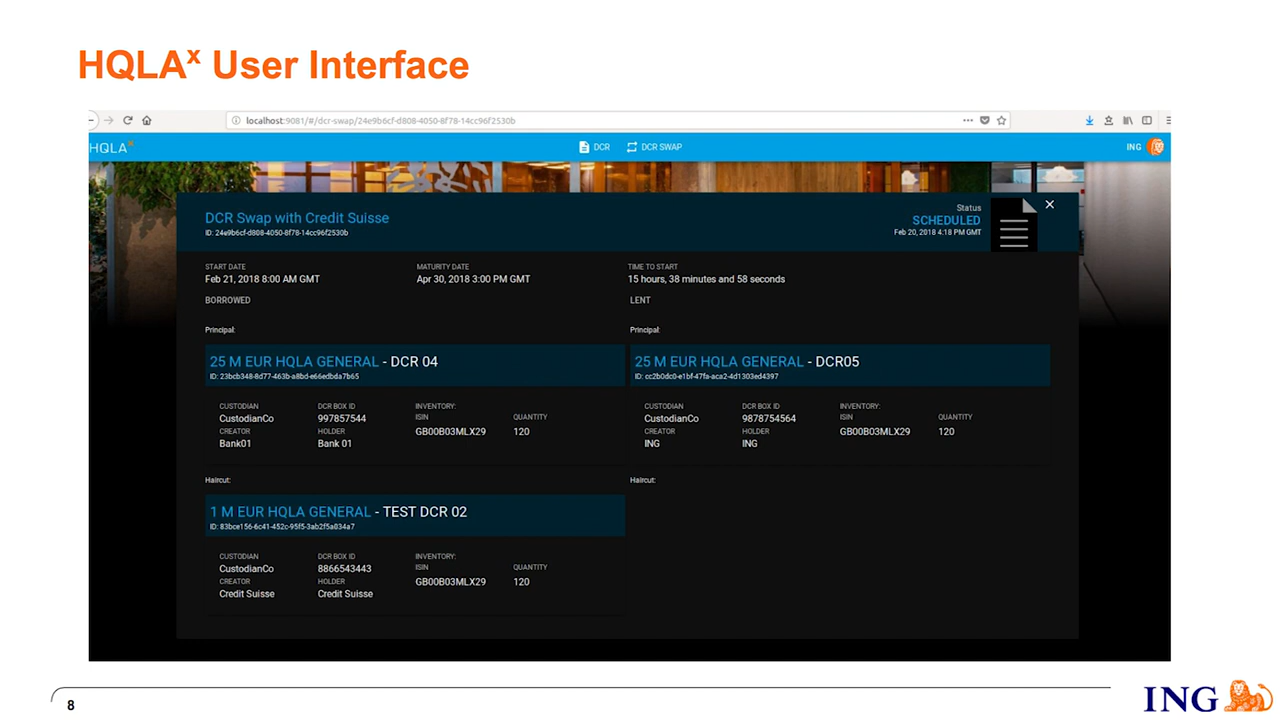 HQLAx User Interface
localhost:9081/#/dcr-swap/24e9b6cf-d808-4050-8f78-14cc96f2530b
HQLAx
DCR
DCR SWAP
ING
DCR Swap with Credit Suisse
ID: 24e9b6cf-d808-4050-8f78-14cc96f2530b
Status
SCHEDULED
Feb 20, 2018 4:18 PM GMT
START DATE
Feb 21, 2018 8:00 AM GMT
MATURITY DATE
Apr 30, 2018 3:00 PM GMT
TIME TO START
15 hours, 38 minutes and 58 seconds
BORROWED
LENT
Principal:
Principal:
25 M EUR HQLA GENERAL - DCR 04
ID: 23bcb348-8d77-463b-a8bd-e66edbda7b65
25 M EUR HQLA GENERAL - DCR05
ID: cc2b0dc0-e1bf-47fa-aca2-4d1303ed4397
CUSTODIAN DCR BOX ID INVENTORY:
CustodianCo 997857544 ISIN QUANTITY
CREATOR HOLDER GB00B03MLX29 120
Bank01 Bank 01
CUSTODIAN DCR BOX ID INVENTORY:
CustodianCo 9878754564 ISIN QUANTITY
CREATOR HOLDER GB00B03MLX29 120
ING ING
Haircut:
Haircut:
1 M EUR HQLA GENERAL - TEST DCR 02
ID: 83bce156-6c41-452c-95f5-3ab2f5a834a7
CUSTODIAN DCR BOX ID INVENTORY:
CustodianCo 8866543443 ISIN QUANTITY
CREATOR HOLDER GB00B03MLX29 120
Credit Suisse Credit Suisse
8
ING